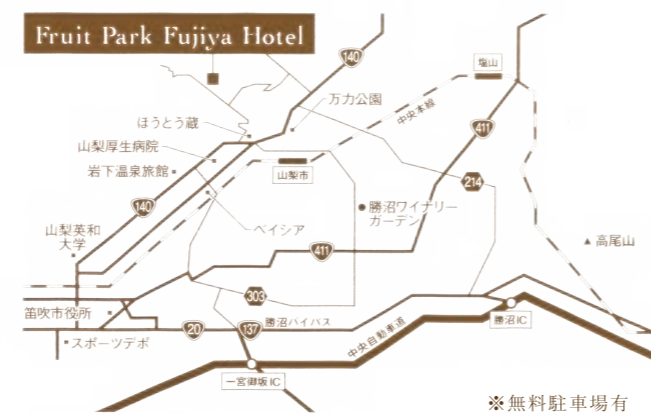 Fruit Park Fujiya Hotel
140
塩山
万力公園
中央本線
ほうとう蔵
411
山梨厚生病院
岩下温泉旅館
山梨市
214
140
勝沼ワイナリー
ガーデン
ベイシア
山梨英和
大学
411
▲ 高尾山
303
笛吹市役所
20
137
勝沼バイパス
勝沼IC
スポーツデポ
中央自動車道
一宮御坂IC
※無料駐車場有